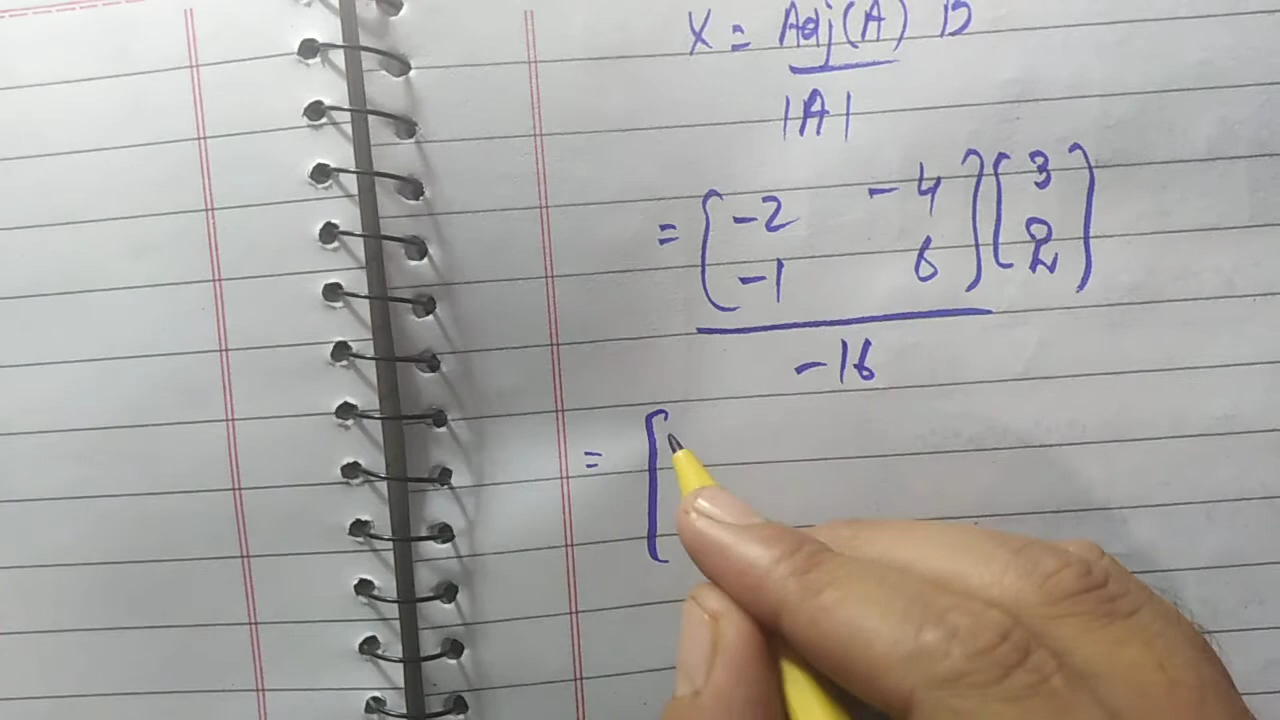 X = Adj(A) B
|A|
= [-2 -4] [3]
[-1 6] [2]
-16
= [